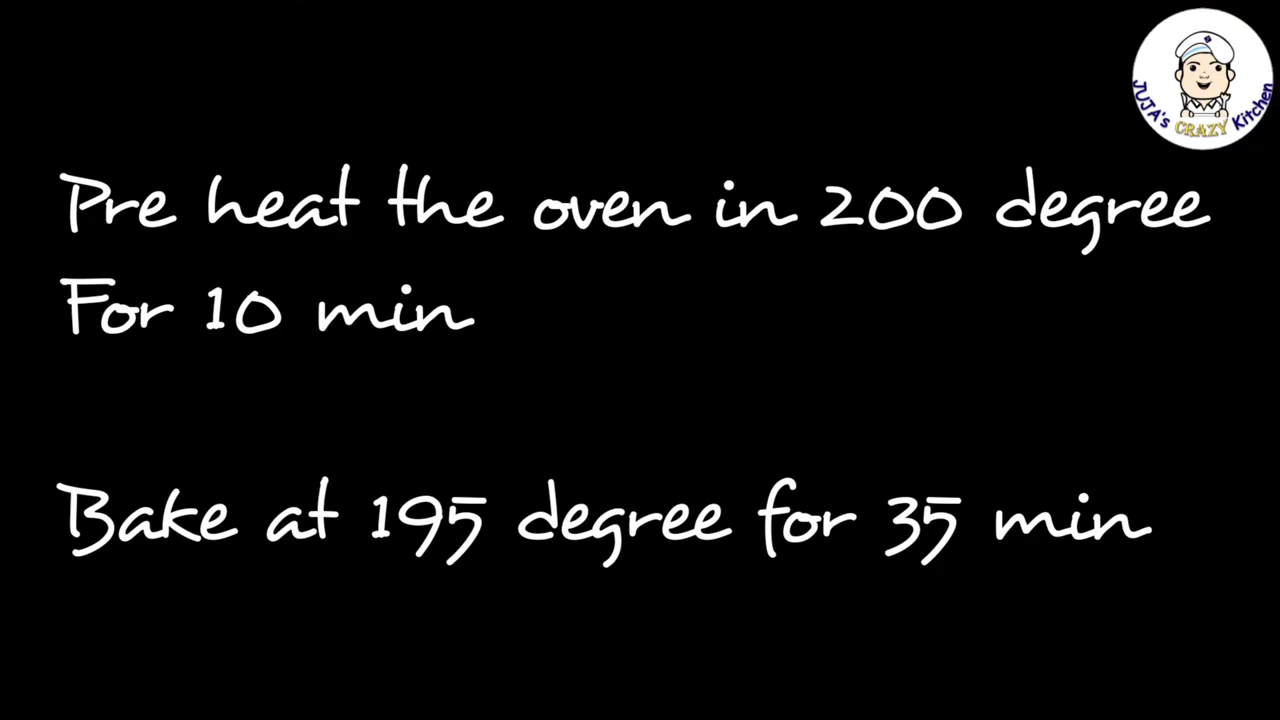 JUJA's CRAZY Kitchen
Pre heat the oven in 200 degree
For 10 min
Bake at 195 degree for 35 min